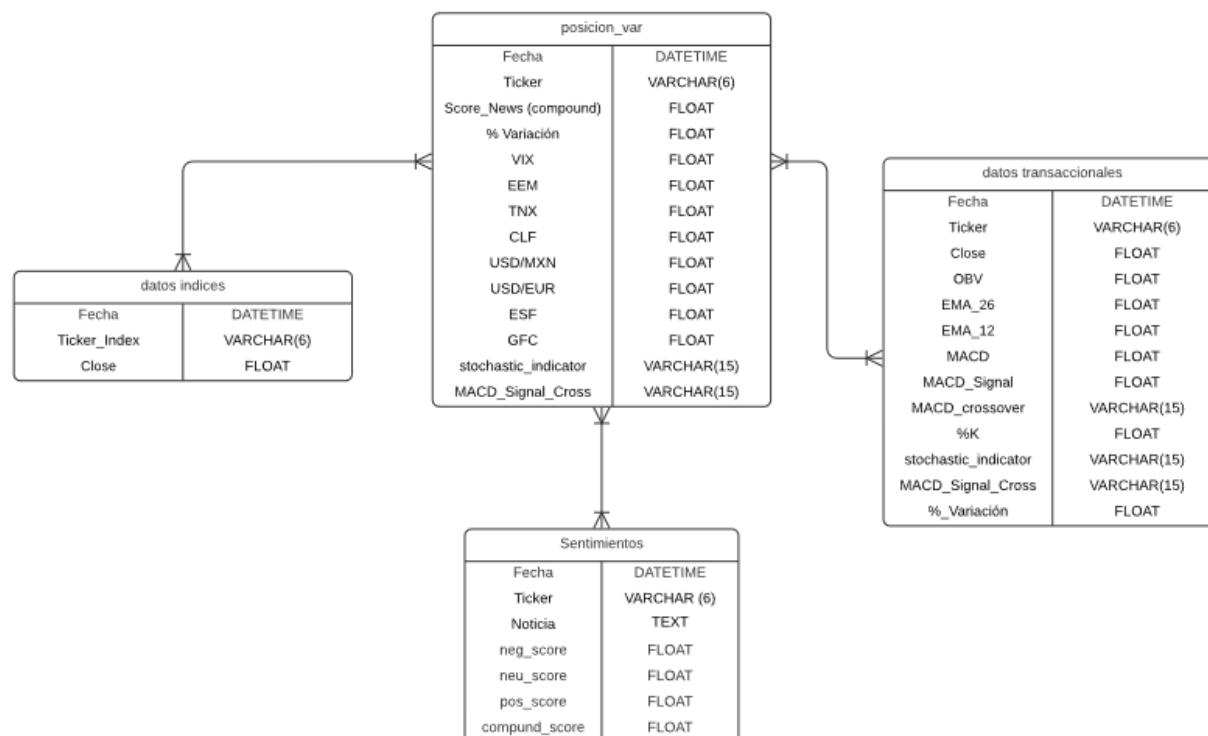 posicion_var
Fecha DATETIME
Ticker VARCHAR(6)
Score_News (compound) FLOAT
% Variación FLOAT
VIX FLOAT
EEM FLOAT
TNX FLOAT
CLF FLOAT
USD/MXN FLOAT
USD/EUR FLOAT
ESF FLOAT
GFC FLOAT
stochastic_indicator VARCHAR(15)
MACD_Signal_Cross VARCHAR(15)
datos indices
Fecha DATETIME
Ticker_Index VARCHAR(6)
Close FLOAT
datos transaccionales
Fecha DATETIME
Ticker VARCHAR(6)
Close FLOAT
OBV FLOAT
EMA_26 FLOAT
EMA_12 FLOAT
MACD FLOAT
MACD_Signal FLOAT
MACD_crossover VARCHAR(15)
%K FLOAT
stochastic_indicator VARCHAR(15)
MACD_Signal_Cross VARCHAR(15)
%_Variación FLOAT
Sentimientos
Fecha DATETIME
Ticker VARCHAR (6)
Noticia TEXT
neg_score FLOAT
neu_score FLOAT
pos_score FLOAT
compund_score FLOAT